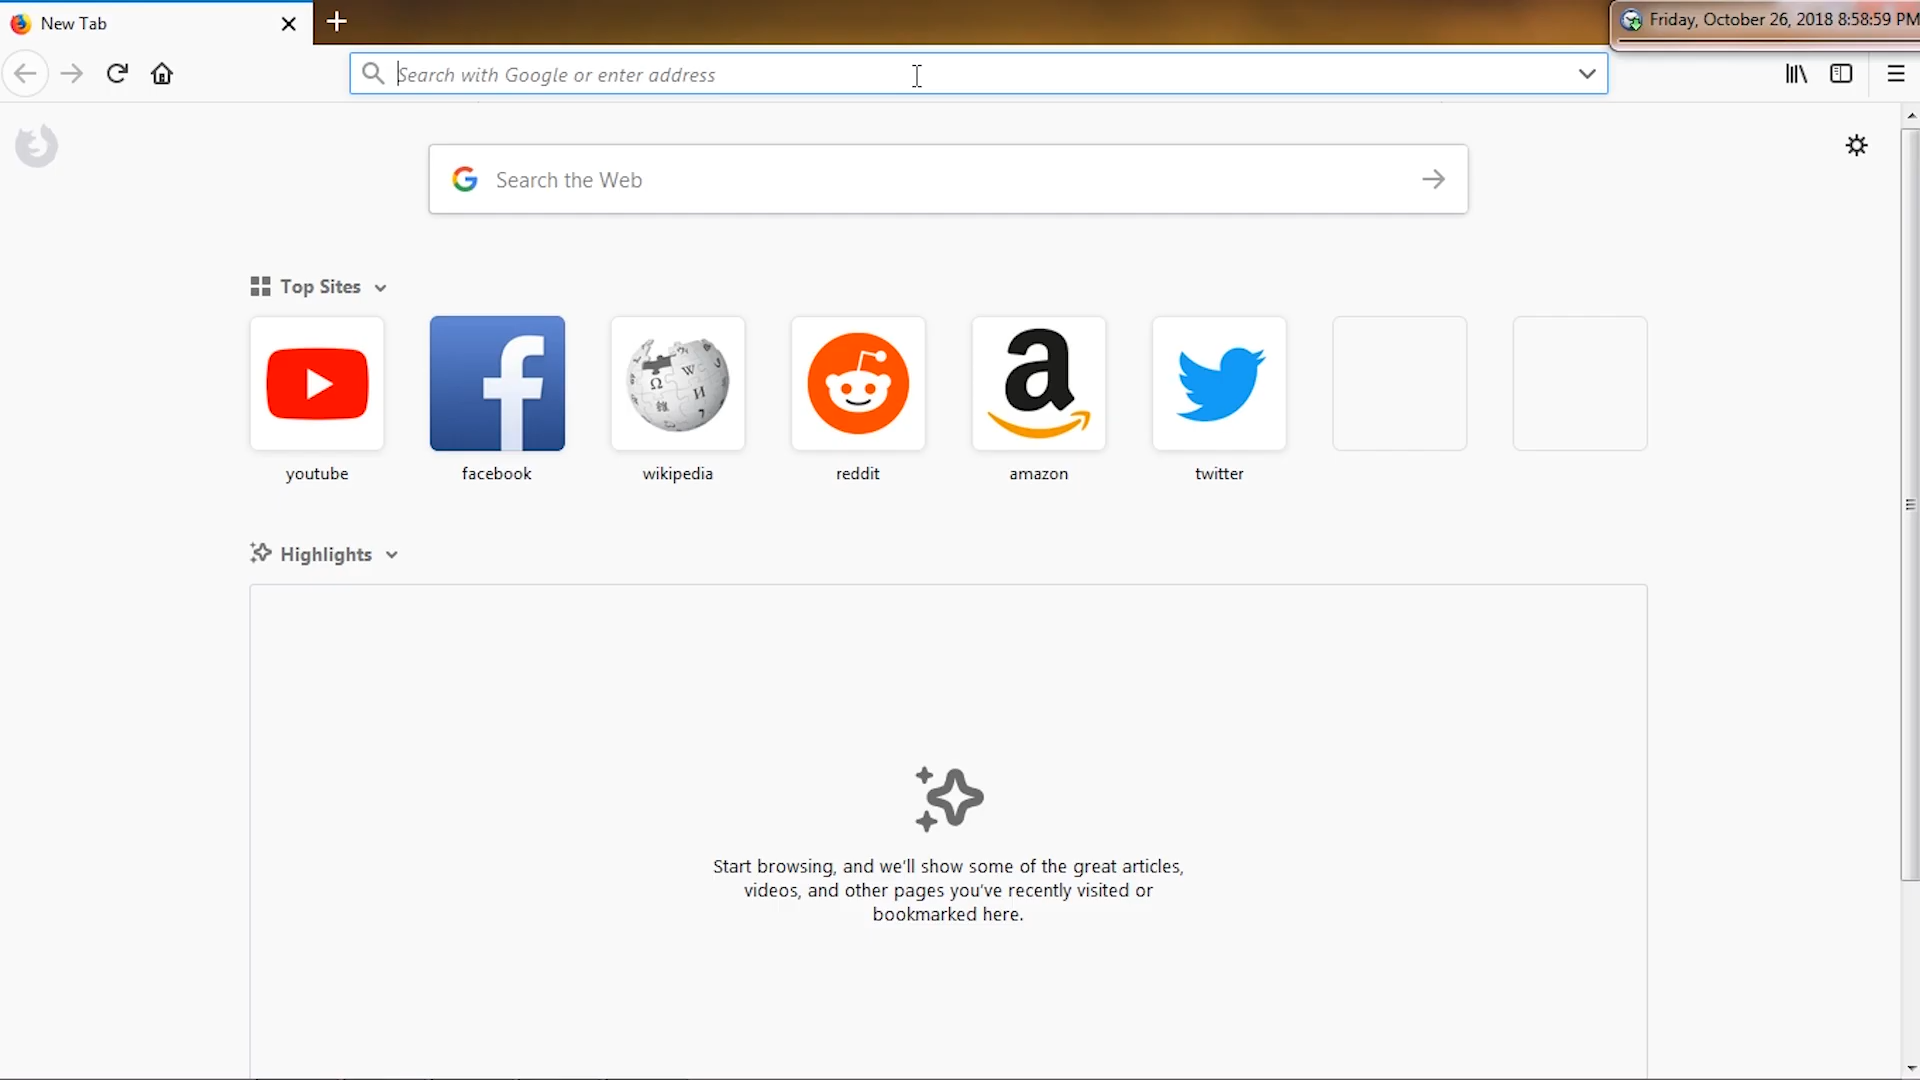 New Tab
Friday, October 26, 2018 8:58:59 PM
Search with Google or enter address
Search the Web
Top Sites
youtube
facebook
wikipedia
reddit
amazon
twitter
Highlights
Start browsing, and we'll show some of the great articles,
videos, and other pages you've recently visited or
bookmarked here.